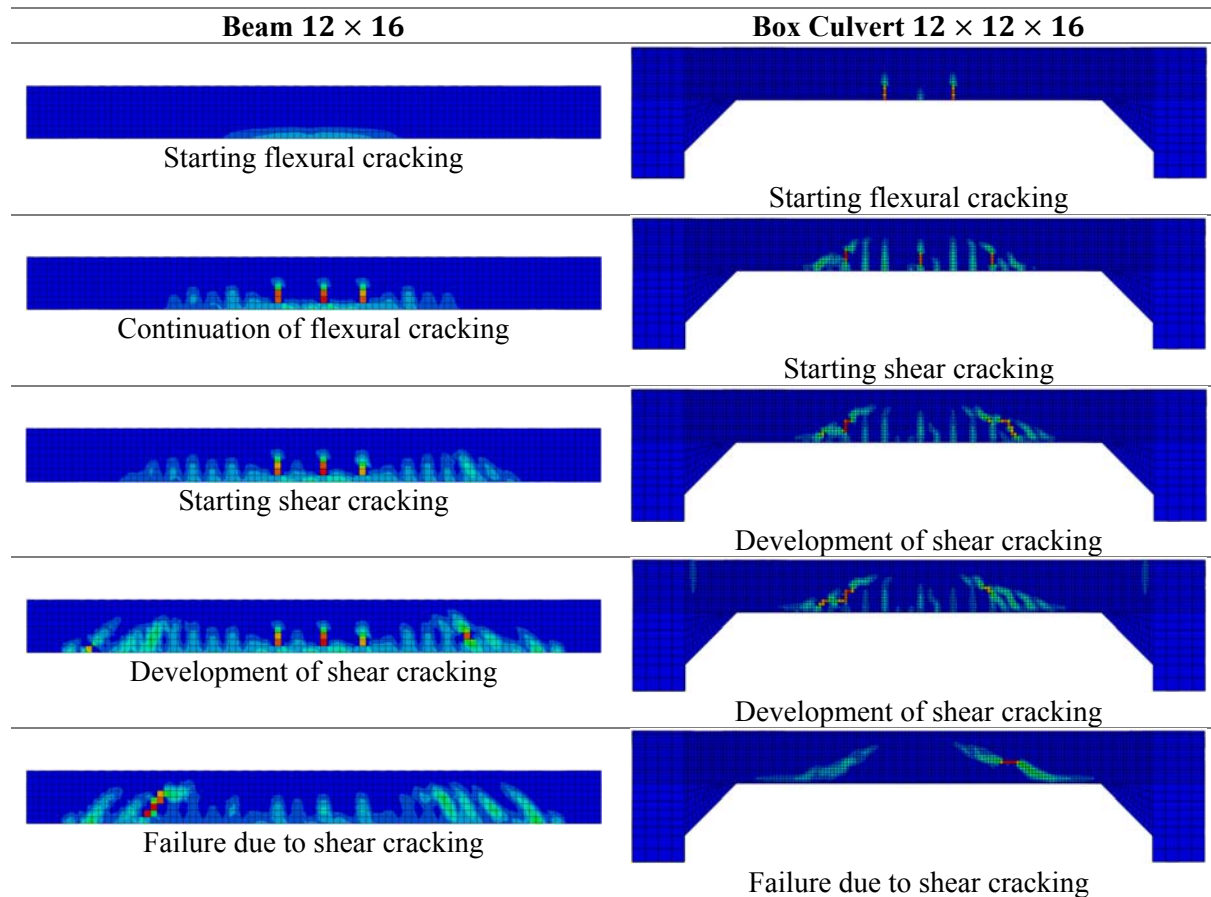 Beam 12 × 16
Box Culvert 12 × 12 × 16
Starting flexural cracking
Starting flexural cracking
Continuation of flexural cracking
Starting shear cracking
Starting shear cracking
Development of shear cracking
Development of shear cracking
Development of shear cracking
Failure due to shear cracking
Failure due to shear cracking